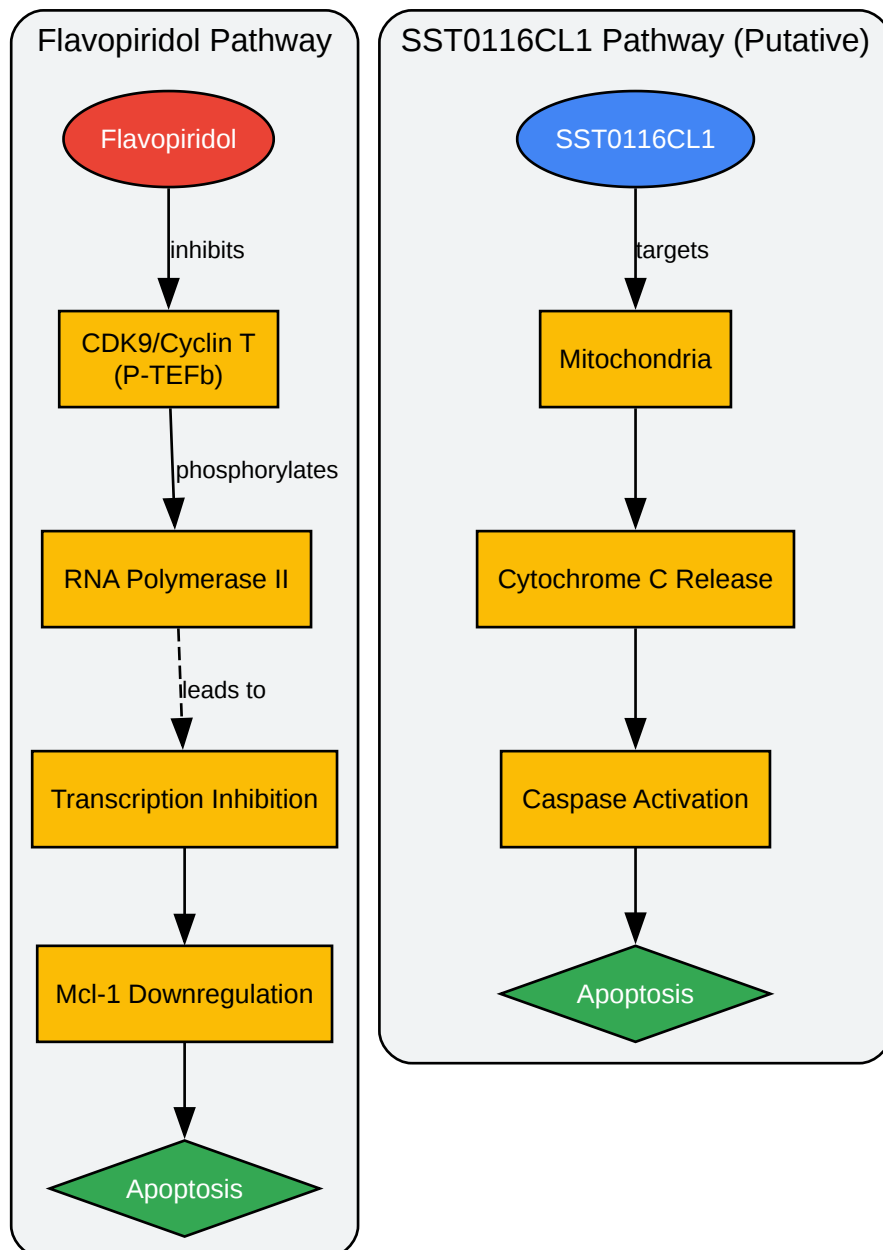 Flavopiridol Pathway
Flavopiridol
inhibits
CDK9/Cyclin T
(P-TEFb)
phosphorylates
RNA Polymerase II
leads to
Transcription Inhibition
Mcl-1 Downregulation
Apoptosis
SST0116CL1 Pathway (Putative)
SST0116CL1
targets
Mitochondria
Cytochrome C Release
Caspase Activation
Apoptosis